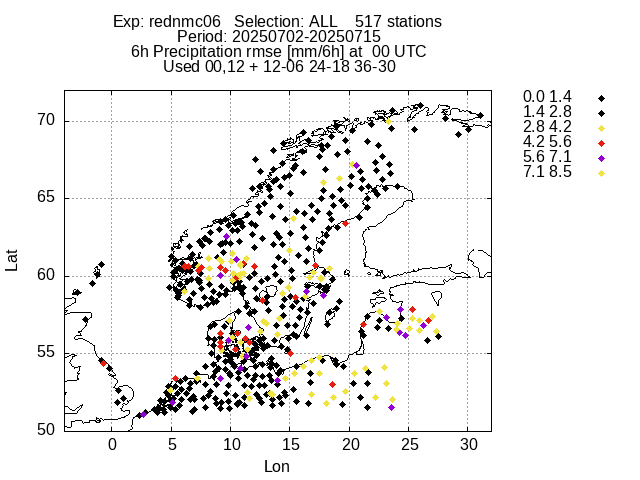 Exp: rednmc06 Selection: ALL 517 stations
Period: 20250702-20250715
6h Precipitation rmse [mm/6h] at 00 UTC
Used 00,12 + 12-06 24-18 36-30
0.0 1.4
1.4 2.8
2.8 4.2
4.2 5.6
5.6 7.1
7.1 8.5
70
65
60
55
50
Lat
0 5 10 15 20 25 30
Lon